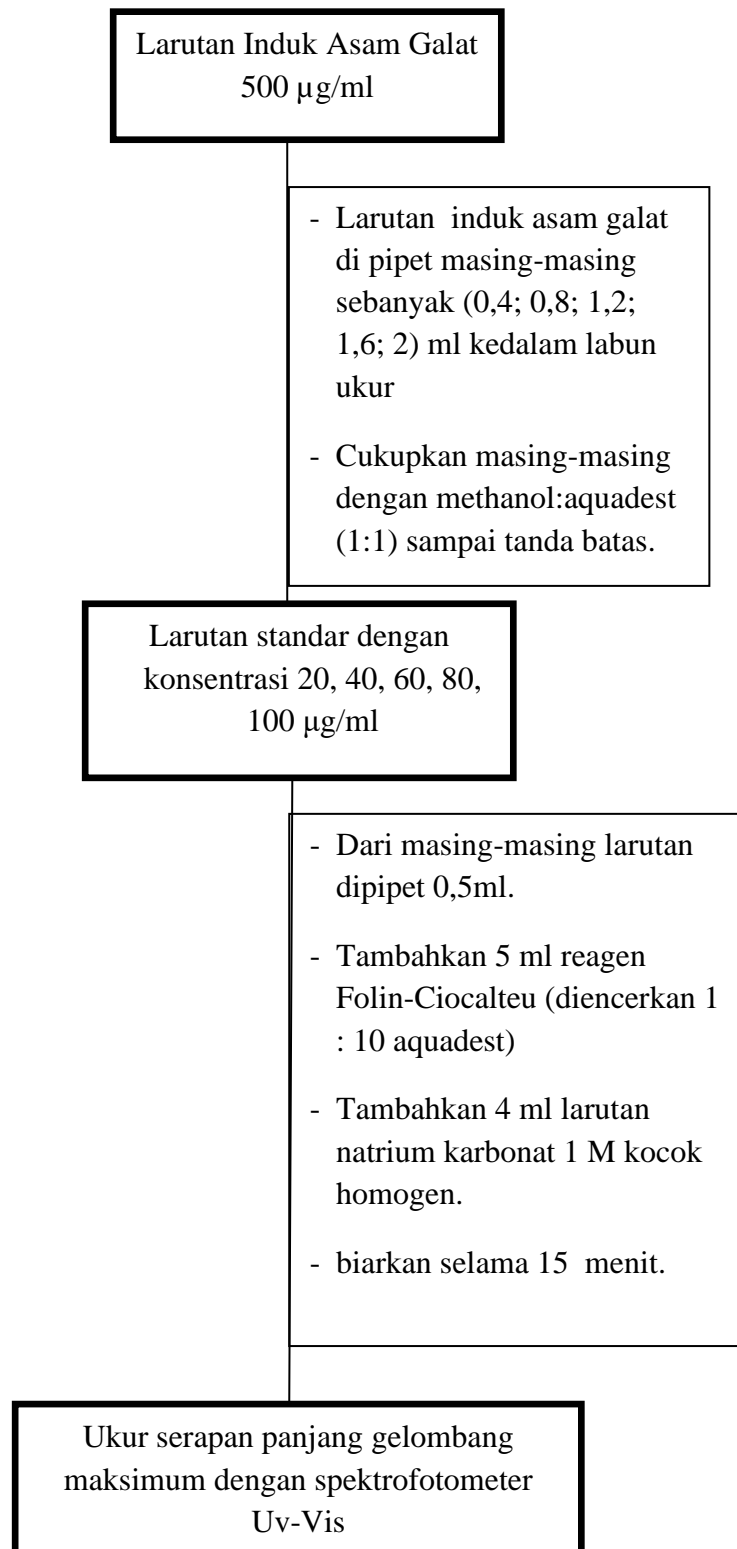 Larutan Induk Asam Galat
500 µg/ml
- Larutan induk asam galat
di pipet masing-masing
sebanyak (0,4; 0,8; 1,2;
1,6; 2) ml kedalam labun
ukur
- Cukupkan masing-masing
dengan methanol:aquadest
(1:1) sampai tanda batas.
Larutan standar dengan
konsentrasi 20, 40, 60, 80,
100 µg/ml
- Dari masing-masing larutan
dipipet 0,5ml.
- Tambahkan 5 ml reagen
Folin-Ciocalteu (diencerkan 1
: 10 aquadest)
- Tambahkan 4 ml larutan
natrium karbonat 1 M kocok
homogen.
- biarkan selama 15 menit.
Ukur serapan panjang gelombang
maksimum dengan spektrofotometer
Uv-Vis